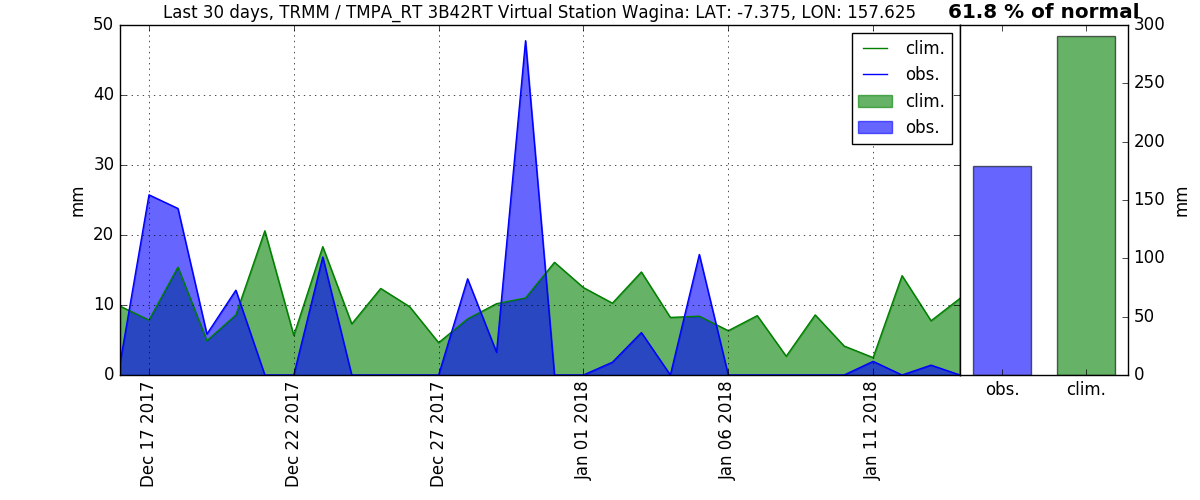 Last 30 days, TRMM / TMPA_RT 3B42RT Virtual Station Wagina: LAT: -7.375, LON: 157.625
61.8 % of normal
50
40
30
20
10
0
mm
clim.
obs.
clim.
obs.
Dec 17 2017
Dec 22 2017
Dec 27 2017
Jan 01 2018
Jan 06 2018
Jan 11 2018
300
250
200
150
100
50
0
mm
obs.
clim.